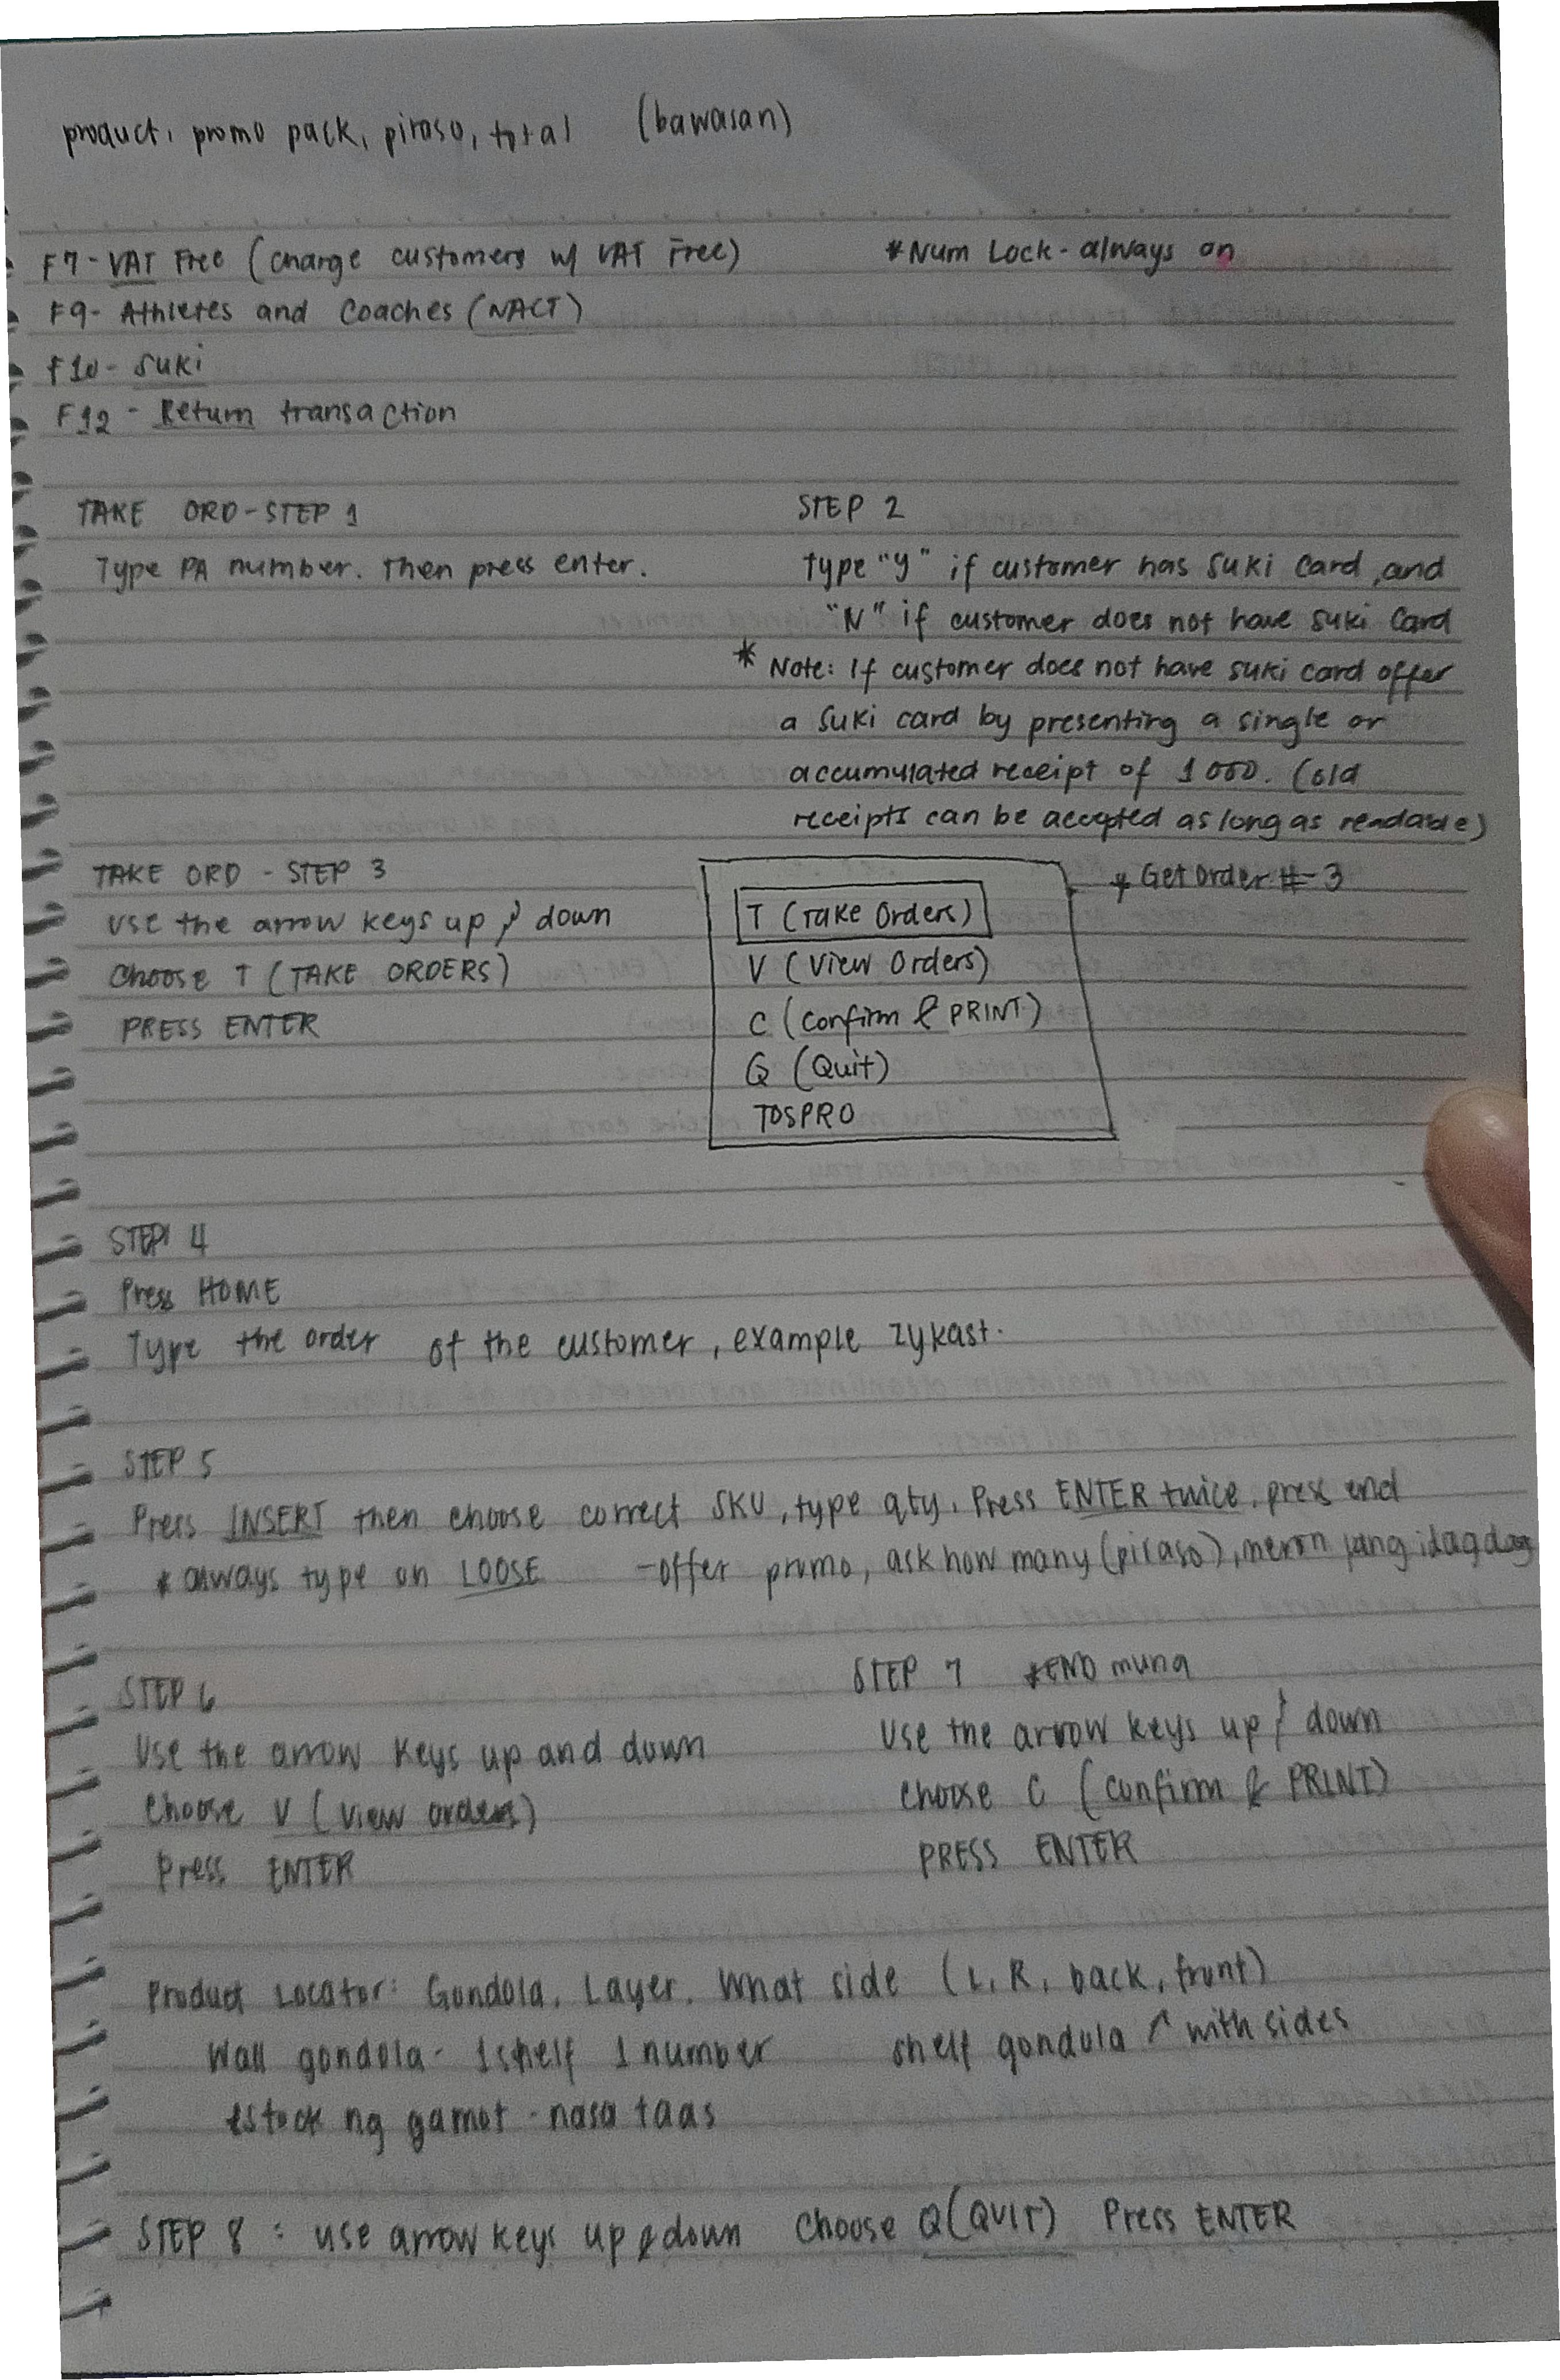 product, promo pack, piraso, total (bawasan)
F7 - VAT Free (charge customers w/ VAT Free) *Num Lock - always on
F9 - Athletes and Coaches (NACT)
F10 - Suki
F12 - Return transaction
TAKE ORD - STEP 1
Type PA number. Then press enter.
STEP 2
Type "y" if customer has suki card, and
"N" if customer does not have suki Card
* Note: If customer does not have suki card offer
a suki card by presenting a single or
accumulated receipt of 1000. (old
receipts can be accepted as long as readable)
TAKE ORD - STEP 3
Use the arrow keys up & down
Choose T (TAKE ORDERS)
PRESS ENTER
T (Take Orders)
V (View Orders)
C (Confirm & PRINT)
Q (Quit)
TOSPRO
* Get Order # - 3
STEP 4
Press HOME
Type the order of the customer, example zykast.
STEP 5
Press INSERT then choose correct SKU, type qty. Press ENTER twice, press end
* always type on LOOSE - offer promo, ask how many (piraso), meron pang idagdag
STEP 6
Use the arrow keys up and down
Choose V (View orders)
Press ENTER
STEP 7 *END muna
Use the arrow keys up & down
choose C (Confirm & PRINT)
PRESS ENTER
Product Locator: Gondola, Layer, What side (L, R, back, front)
Wall gondola - 1 shelf 1 number shelf gondola with sides
estock ng gamot - nasa taas
STEP 8 : use arrow keys up & down Choose Q (QUIT) Press ENTER